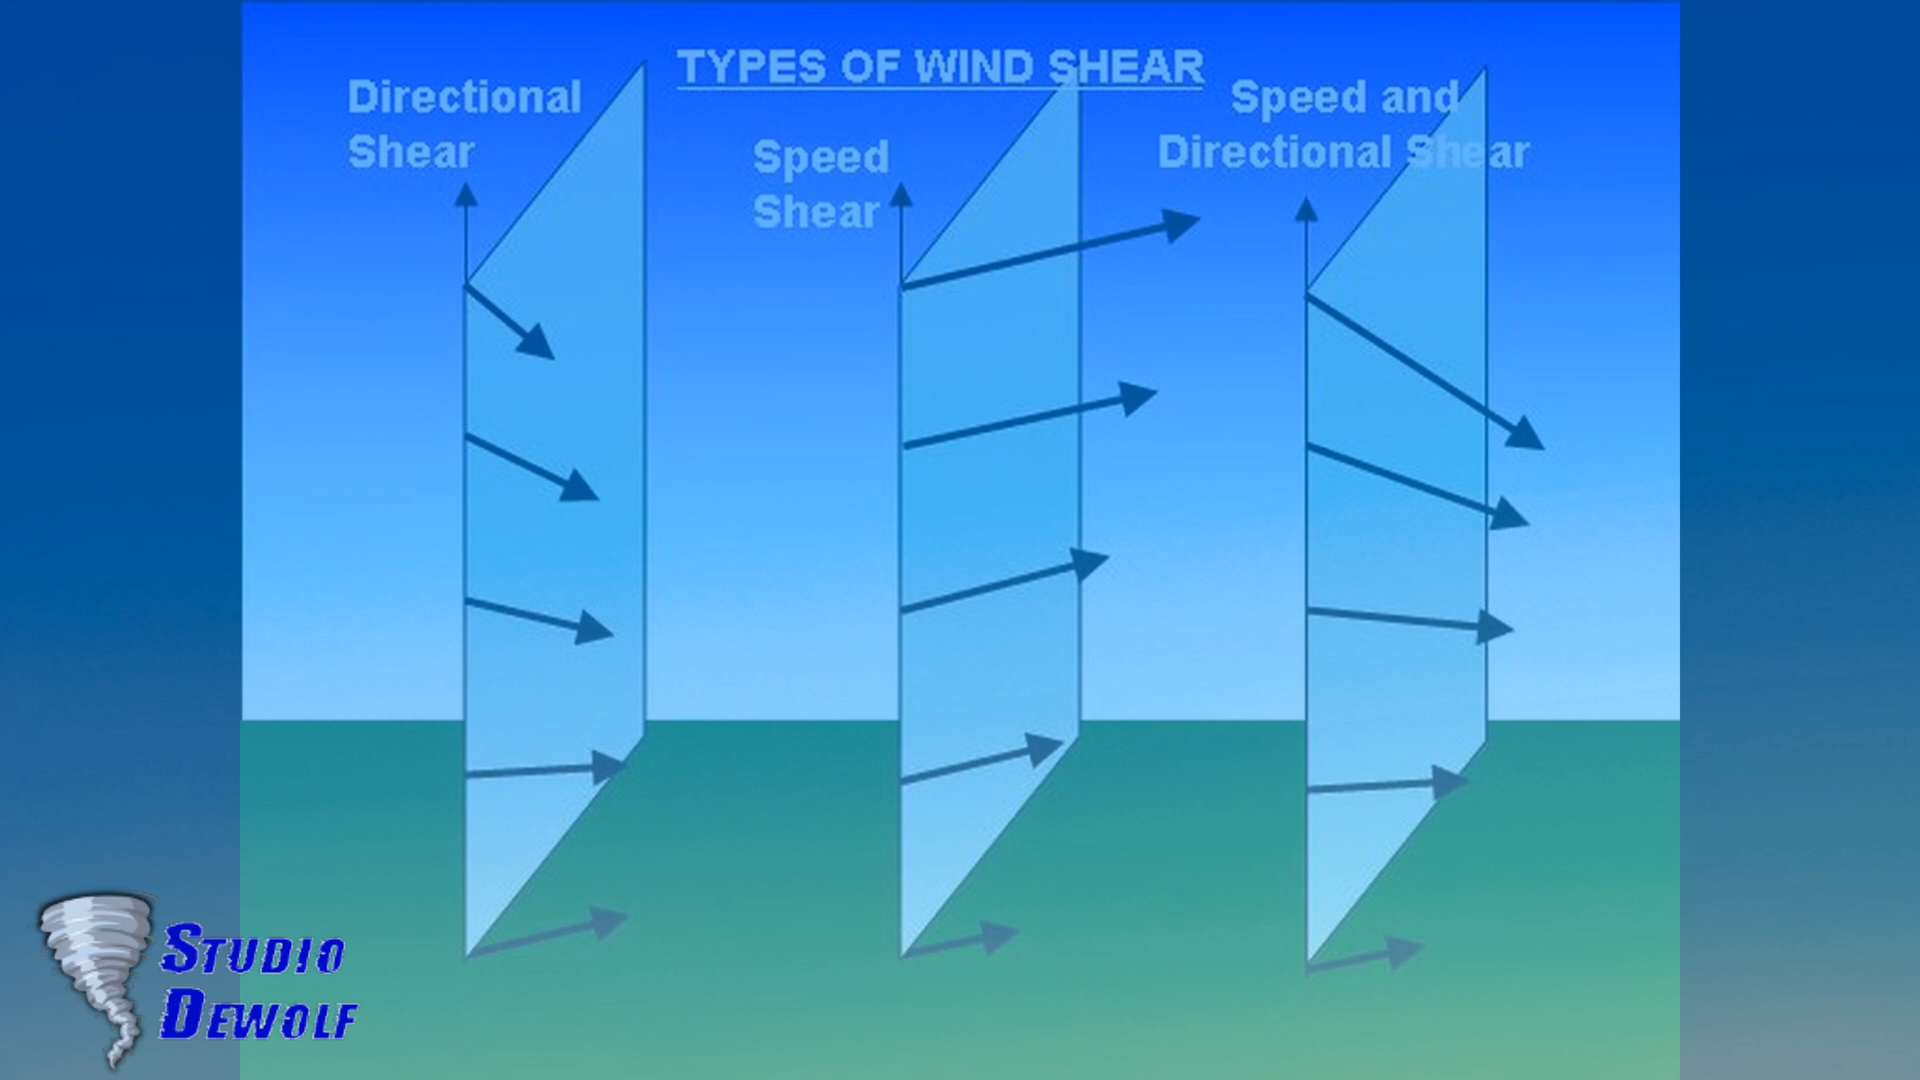 TYPES OF WIND SHEAR
Directional
Shear
Speed
Shear
Speed and
Directional Shear
STUDIO
DEWOLF